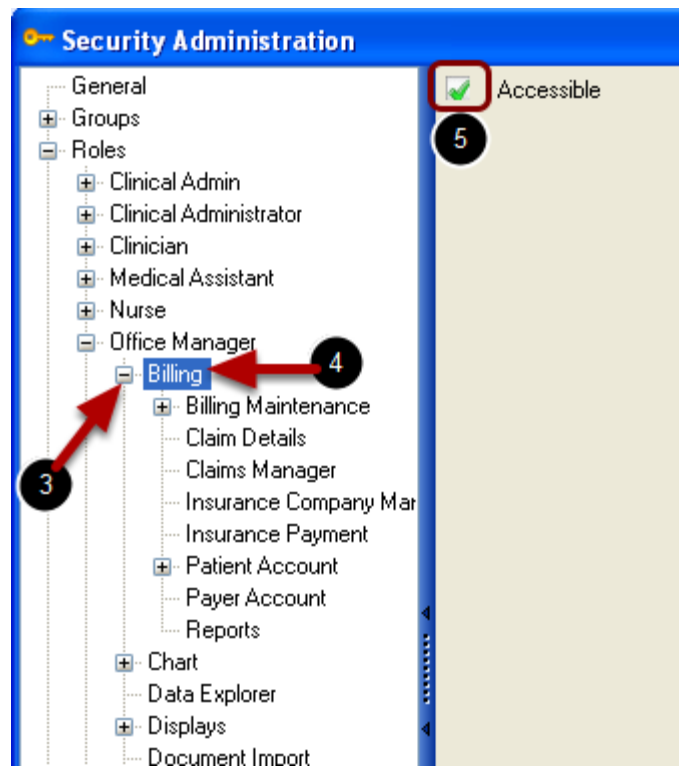 Security Administration
General
Accessible
Groups
5
Roles
Clinical Admin
Clinical Administrator
Clinician
Medical Assistant
Nurse
Office Manager
4
Billing
Billing Maintenance
Claim Details
Claims Manager
3
Insurance Company Mar
Insurance Payment
Patient Account
Payer Account
Reports
Chart
Data Explorer
Displays
Document Import